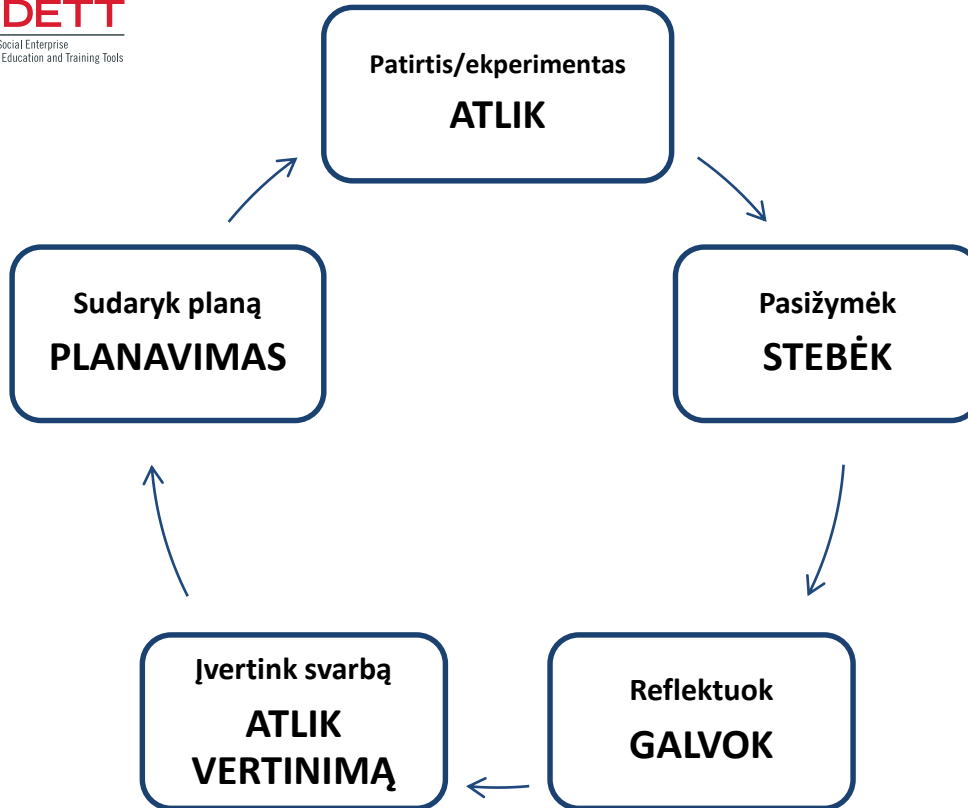 DETT
Social Enterprise
Education and Training Tools
Patirtis/ekperimentas
ATLIK
Sudaryk planą
PLANAVIMAS
Pasižymėk
STEBĖK
Įvertink svarbą
ATLIK
VERTINIMĄ
Reflektuok
GALVOK